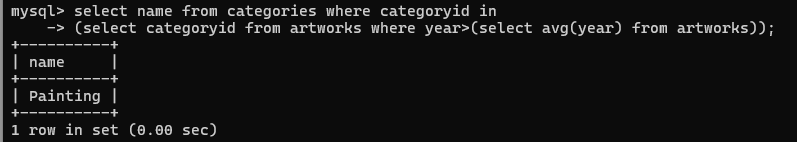 mysql> select name from categories where categoryid in
    -> (select categoryid from artworks where year>(select avg(year) from artworks));
+----------+
| name     |
+----------+
| Painting |
+----------+
1 row in set (0.00 sec)